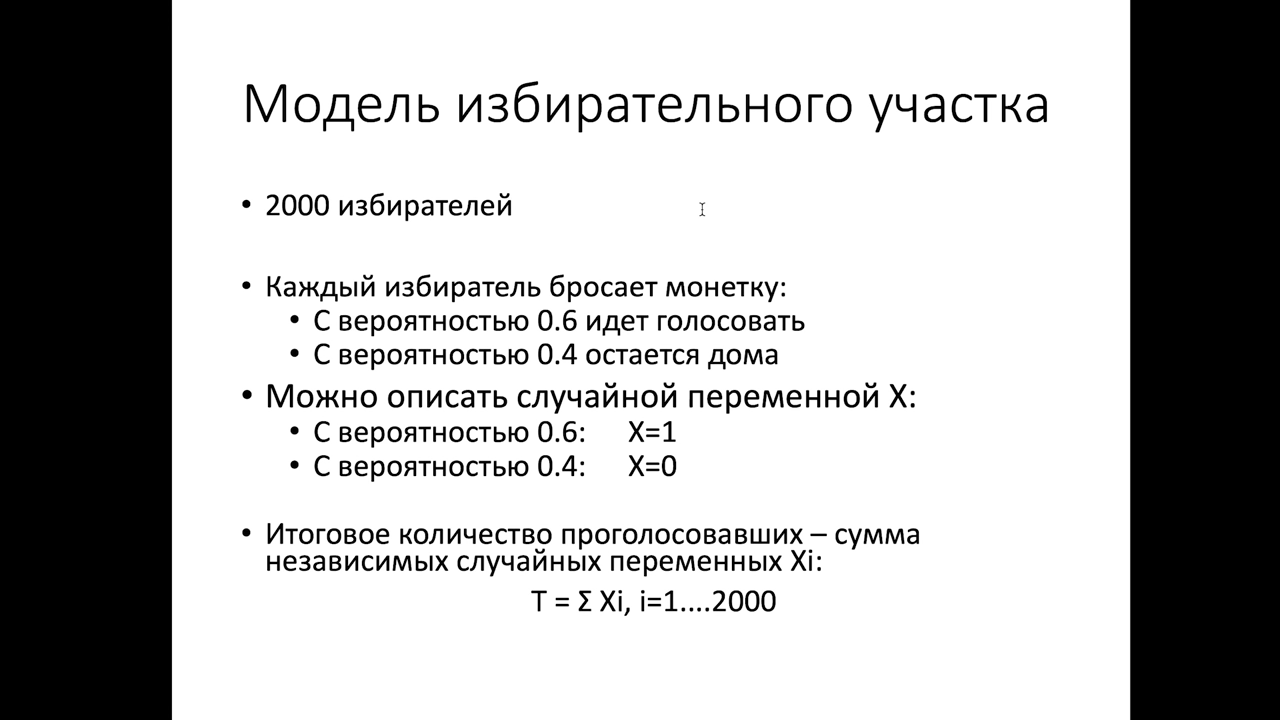 Модель избирательного участка
• 2000 избирателей
• Каждый избиратель бросает монетку:
• С вероятностью 0.6 идет голосовать
• С вероятностью 0.4 остается дома
• Можно описать случайной переменной X:
• С вероятностью 0.6: X=1
• С вероятностью 0.4: X=0
• Итоговое количество проголосовавших – сумма
независимых случайных переменных Xi:
T = Σ Xi, i=1....2000